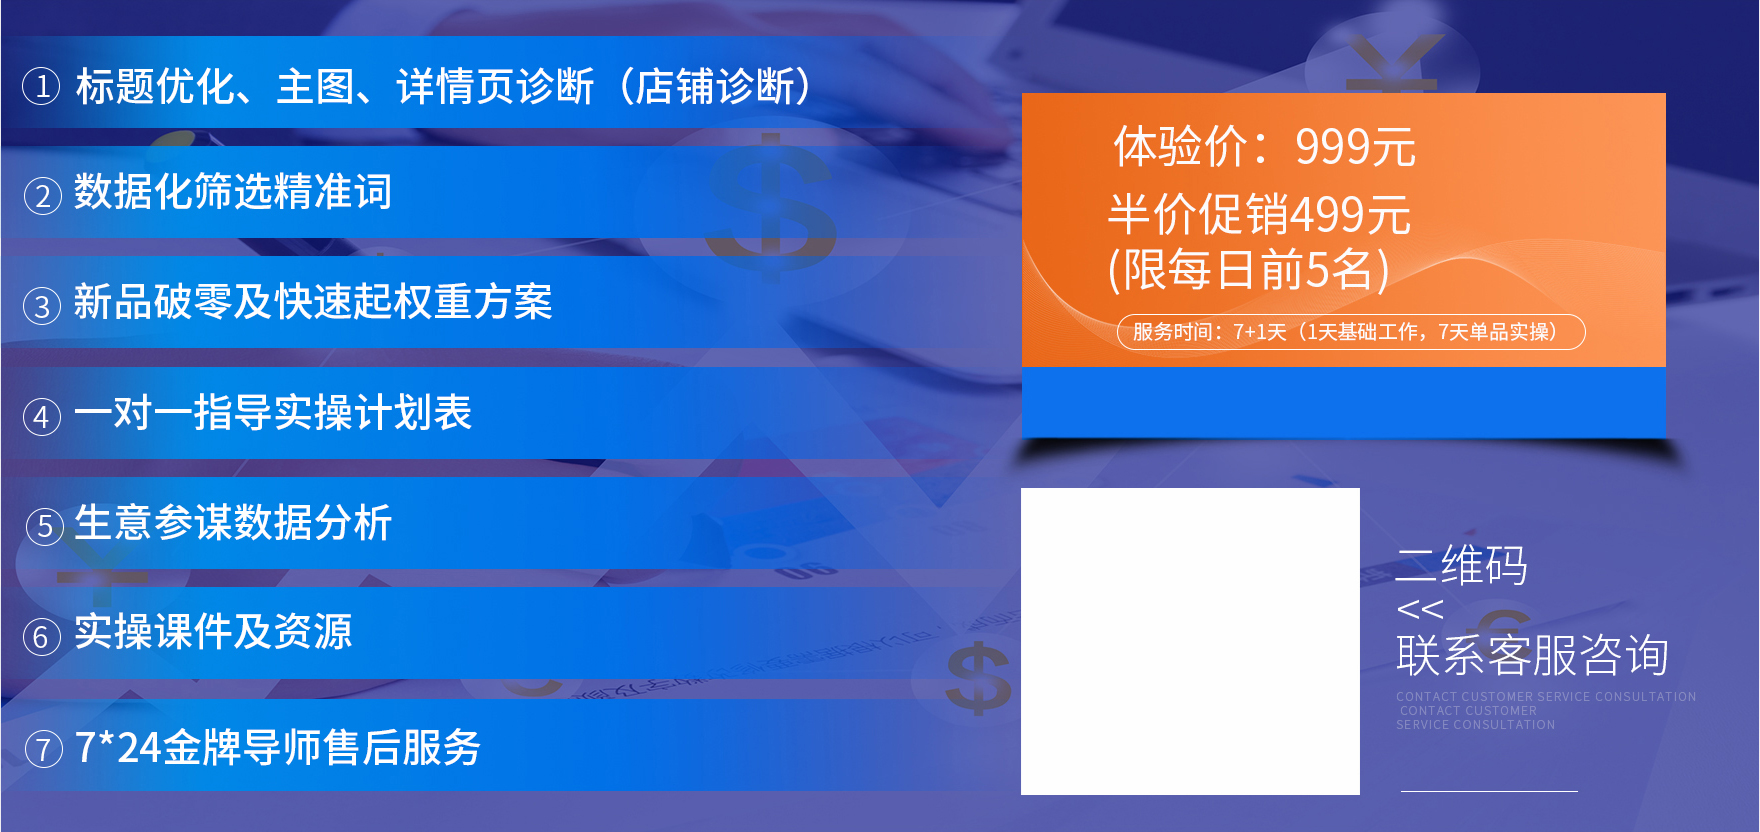 ① 标题优化、主图、详情页诊断（店铺诊断）
② 数据化筛选精准词
③ 新品破零及快速起权重方案
④ 一对一指导实操计划表
⑤ 生意参谋数据分析
⑥ 实操课件及资源
⑦ 7*24金牌导师售后服务
体验价：999元
半价促销499元
(限每日前5名)
服务时间：7+1天（1天基础工作，7天单品实操）
二维码
<<
联系客服咨询
CONTACT CUSTOMER SERVICE CONSULTATION
CONTACT CUSTOMER
SERVICE CONSULTATION